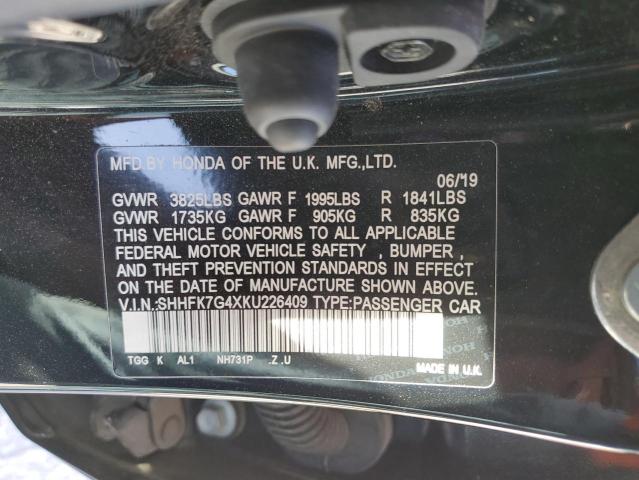 MFD.BY HONDA OF THE U.K. MFG.,LTD.
06/19
GVWR 3825LBS GAWR F 1995LBS R 1841LBS
GVWR 1735KG GAWR F 905KG R 835KG
THIS VEHICLE CONFORMS TO ALL APPLICABLE
FEDERAL MOTOR VEHICLE SAFETY , BUMPER ,
AND THEFT PREVENTION STANDARDS IN EFFECT
ON THE DATE OF MANUFACTURE SHOWN ABOVE.
V.I.N.:SHHFK7G4XKU226409 TYPE:PASSENGER CAR
TGG K AL1 NH731P .Z .U
MADE IN U.K.
HONDA